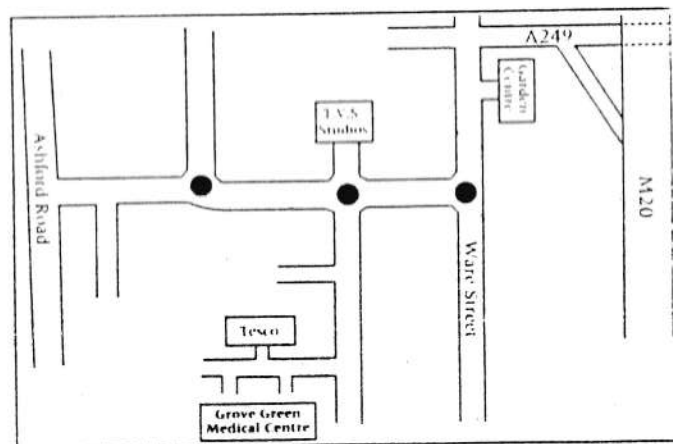 A249
Garden
Centre
T.V.S
Studios
Ashford Road
M20
Ware Street
Tesco
Grove Green
Medical Centre